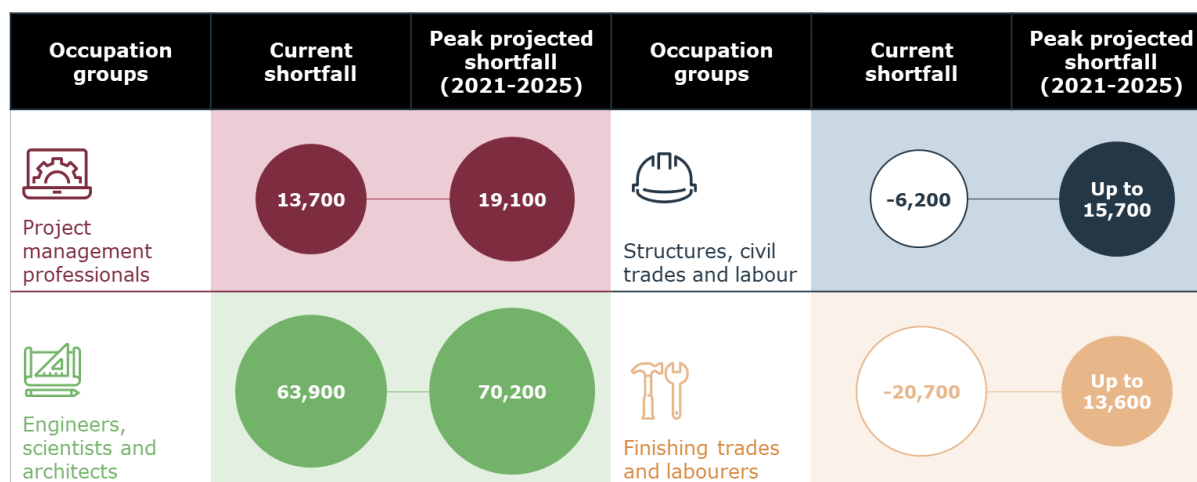 Occupation
groups
Current
shortfall
Peak projected
shortfall
(2021-2025)
Occupation
groups
Current
shortfall
Peak projected
shortfall
(2021-2025)
Project
management
professionals
13,700
19,100
Structures, civil
trades and labour
-6,200
Up to
15,700
Engineers,
scientists and
architects
63,900
70,200
Finishing trades
and labourers
-20,700
Up to
13,600